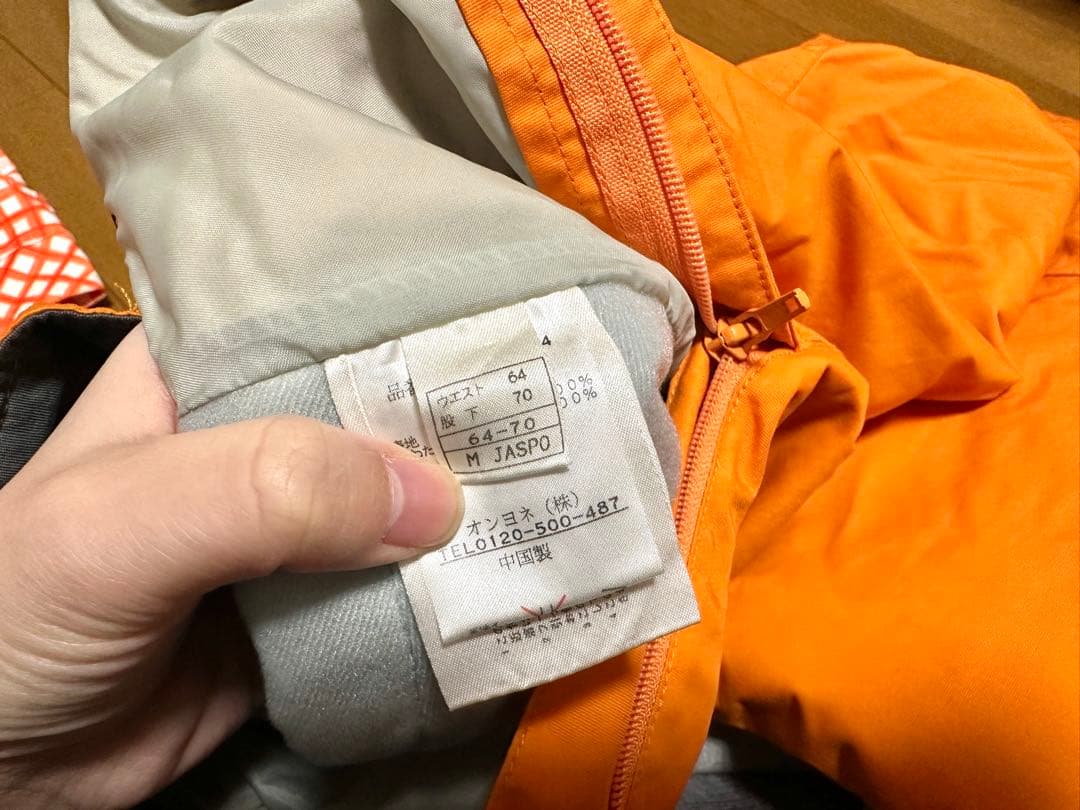 4
品番
ウエスト 64
股下 70
64-70
M JASPO
00%
00%
オンヨネ(株)
TEL0120-500-487
中国製